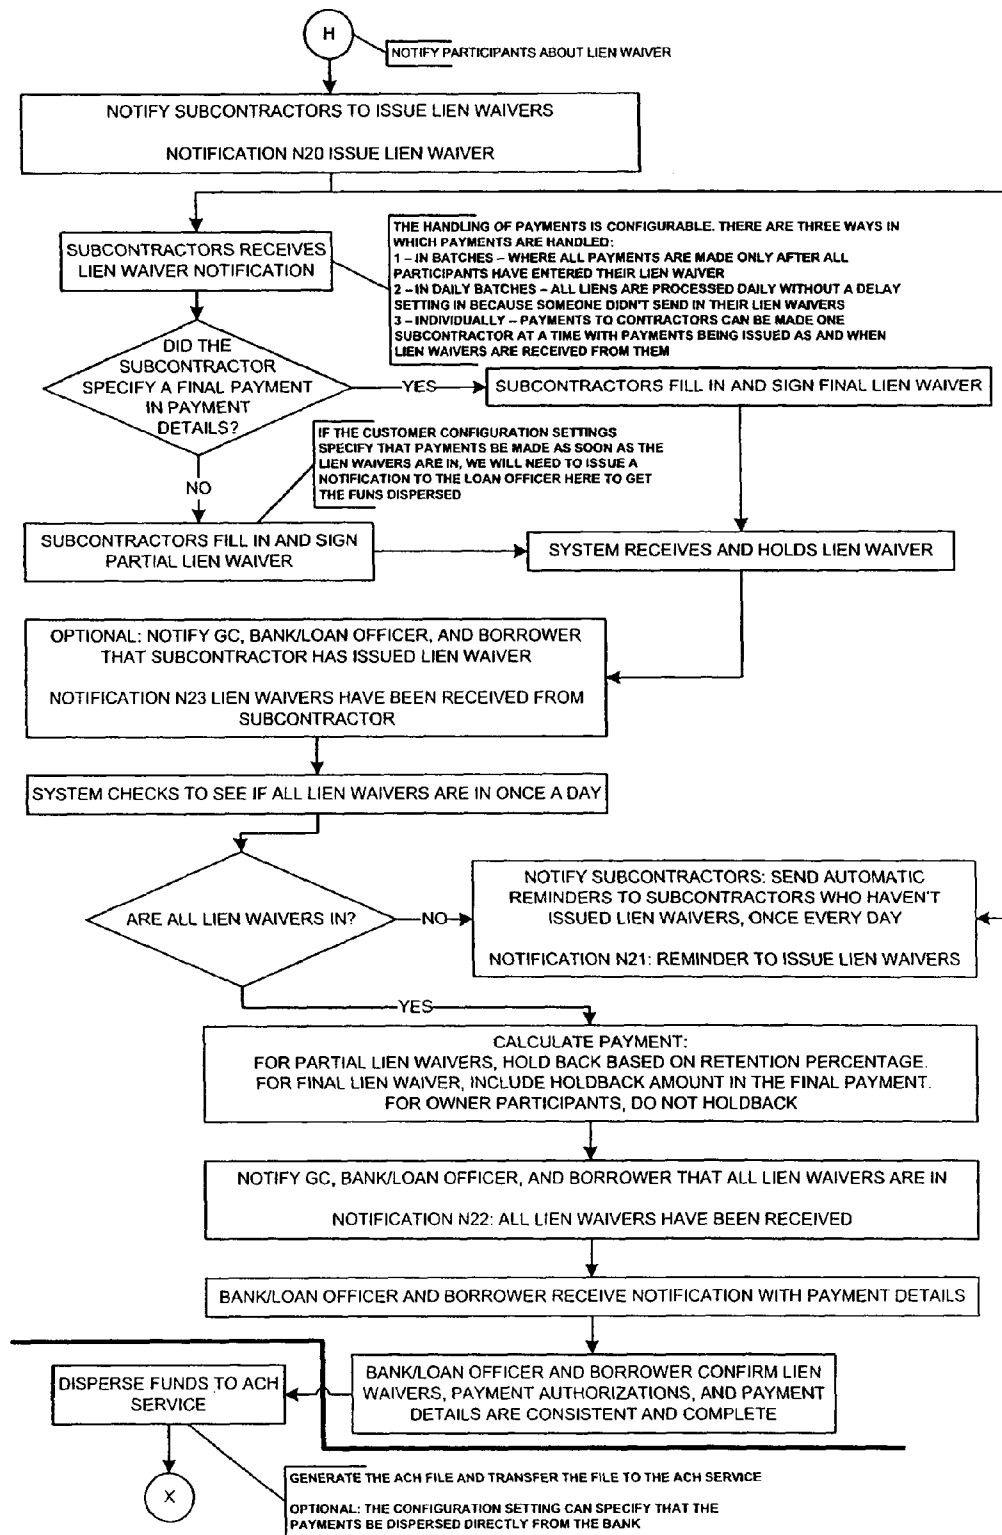 H
NOTIFY PARTICIPANTS ABOUT LIEN WAIVER
NOTIFY SUBCONTRACTORS TO ISSUE LIEN WAIVERS
NOTIFICATION N20 ISSUE LIEN WAIVER
SUBCONTRACTORS RECEIVES
LIEN WAIVER NOTIFICATION
THE HANDLING OF PAYMENTS IS CONFIGURABLE. THERE ARE THREE WAYS IN
WHICH PAYMENTS ARE HANDLED:
1 – IN BATCHES – WHERE ALL PAYMENTS ARE MADE ONLY AFTER ALL
PARTICIPANTS HAVE ENTERED THEIR LIEN WAIVER
2 – IN DAILY BATCHES – ALL LIENS ARE PROCESSED DAILY WITHOUT A DELAY
SETTING IN BECAUSE SOMEONE DIDN'T SEND IN THEIR LIEN WAIVERS
3 – INDIVIDUALLY – PAYMENTS TO CONTRACTORS CAN BE MADE ONE
SUBCONTRACTOR AT A TIME WITH PAYMENTS BEING ISSUED AS AND WHEN
LIEN WAIVERS ARE RECEIVED FROM THEM
DID THE
SUBCONTRACTOR
SPECIFY A FINAL PAYMENT
IN PAYMENT
DETAILS?
YES
SUBCONTRACTORS FILL IN AND SIGN FINAL LIEN WAIVER
IF THE CUSTOMER CONFIGURATION SETTINGS
SPECIFY THAT PAYMENTS BE MADE AS SOON AS THE
LIEN WAIVERS ARE IN, WE WILL NEED TO ISSUE A
NOTIFICATION TO THE LOAN OFFICER HERE TO GET
THE FUNS DISPERSED
NO
SUBCONTRACTORS FILL IN AND SIGN
PARTIAL LIEN WAIVER
SYSTEM RECEIVES AND HOLDS LIEN WAIVER
OPTIONAL: NOTIFY GC, BANK/LOAN OFFICER, AND BORROWER
THAT SUBCONTRACTOR HAS ISSUED LIEN WAIVER
NOTIFICATION N23 LIEN WAIVERS HAVE BEEN RECEIVED FROM
SUBCONTRACTOR
SYSTEM CHECKS TO SEE IF ALL LIEN WAIVERS ARE IN ONCE A DAY
ARE ALL LIEN WAIVERS IN?
NO
NOTIFY SUBCONTRACTORS: SEND AUTOMATIC
REMINDERS TO SUBCONTRACTORS WHO HAVEN'T
ISSUED LIEN WAIVERS, ONCE EVERY DAY
NOTIFICATION N21: REMINDER TO ISSUE LIEN WAIVERS
YES
CALCULATE PAYMENT:
FOR PARTIAL LIEN WAIVERS, HOLD BACK BASED ON RETENTION PERCENTAGE.
FOR FINAL LIEN WAIVER, INCLUDE HOLDBACK AMOUNT IN THE FINAL PAYMENT.
FOR OWNER PARTICIPANTS, DO NOT HOLDBACK
NOTIFY GC, BANK/LOAN OFFICER, AND BORROWER THAT ALL LIEN WAIVERS ARE IN
NOTIFICATION N22: ALL LIEN WAIVERS HAVE BEEN RECEIVED
BANK/LOAN OFFICER AND BORROWER RECEIVE NOTIFICATION WITH PAYMENT DETAILS
BANK/LOAN OFFICER AND BORROWER CONFIRM LIEN
WAIVERS, PAYMENT AUTHORIZATIONS, AND PAYMENT
DETAILS ARE CONSISTENT AND COMPLETE
DISPERSE FUNDS TO ACH
SERVICE
X
GENERATE THE ACH FILE AND TRANSFER THE FILE TO THE ACH SERVICE
OPTIONAL: THE CONFIGURATION SETTING CAN SPECIFY THAT THE
PAYMENTS BE DISPERSED DIRECTLY FROM THE BANK